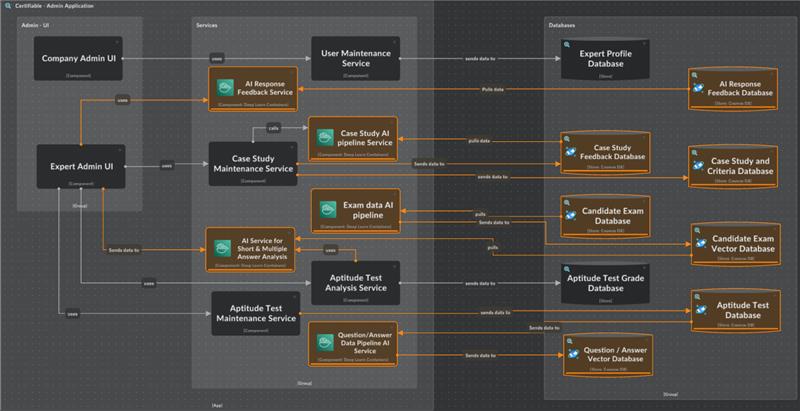 Certifiable - Admin Application
Admin - UI
Services
Databases
Company Admin UI
[Component]
Expert Admin UI
[Component]
[Group]
uses
uses
uses
Sends data to
uses
uses
User Maintenance
Service
[Component]
AI Response
Feedback Service
[Component: Deep Learn Containers]
calls
Case Study AI
pipeline Service
[Component: Deep Learn Containers]
Case Study
Maintenance Service
[Component]
Exam data AI
pipeline
[Component: Deep Learn Containers]
AI Service for
Short & Multiple
Answer Analysis
[Component: Deep Learn Containers]
uses
Aptitude Test
Analysis Service
[Component]
Aptitude Test
Maintenance Service
[Component]
Question/Answer
Data Pipeline AI
Service
[Component: Deep Learn Containers]
[Group]
[App]
sends data to
Pulls data
pulls data
Sends data to
sends data to
pulls
Sends data to
pulls
sends data to
sends data to
Sends data to
Sends data to
Expert Profile
Database
[Store]
AI Response
Feedback Database
[Store: Cosmos DB]
Case Study
Feedback Database
[Store: Cosmos DB]
Case Study and
Criteria Database
[Store: Cosmos DB]
Candidate Exam
Database
[Store: Cosmos DB]
Candidate Exam
Vector Database
[Store: Cosmos DB]
Aptitude Test Grade
Database
[Store]
Aptitude Test
Database
[Store: Cosmos DB]
Question / Answer
Vector Database
[Store: Cosmos DB]
[Group]